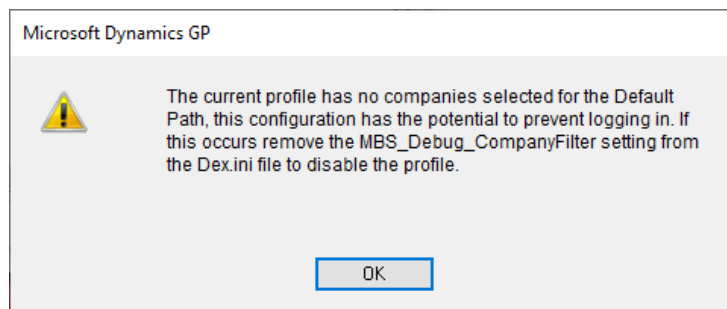 Microsoft Dynamics GP
The current profile has no companies selected for the Default
Path, this configuration has the potential to prevent logging in. If
this occurs remove the MBS_Debug_CompanyFilter setting from
the Dex.ini file to disable the profile.
OK